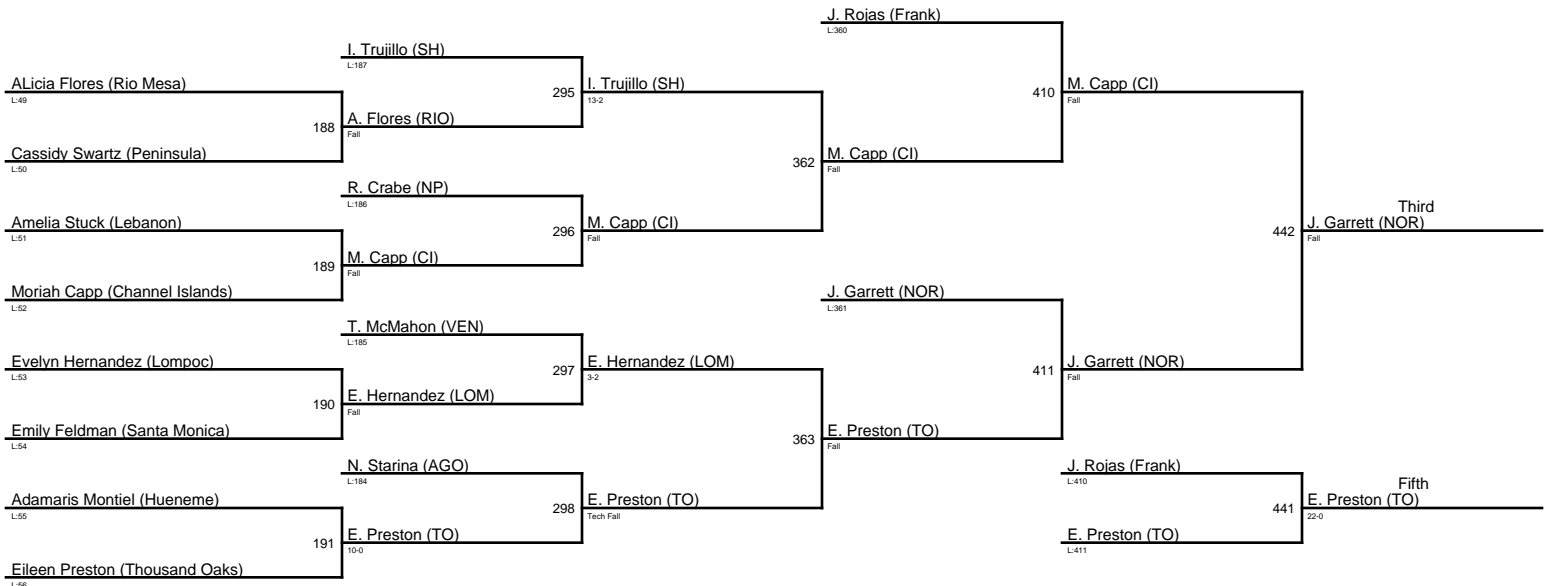 J. Rojas (Frank)
L:360
I. Trujillo (SH)
L:187
ALicia Flores (Rio Mesa)
L:49
295
I. Trujillo (SH)
13-2
410
M. Capp (CI)
Fall
188
A. Flores (RIO)
Fall
Cassidy Swartz (Peninsula)
L:50
362
M. Capp (CI)
Fall
R. Crabe (NP)
L:186
Third
Amelia Stuck (Lebanon)
L:51
296
M. Capp (CI)
Fall
442
J. Garrett (NOR)
Fall
189
M. Capp (CI)
Fall
Moriah Capp (Channel Islands)
L:52
J. Garrett (NOR)
L:361
T. McMahon (VEN)
L:185
Evelyn Hernandez (Lompoc)
L:53
297
E. Hernandez (LOM)
3-2
411
J. Garrett (NOR)
Fall
190
E. Hernandez (LOM)
Fall
Emily Feldman (Santa Monica)
L:54
363
E. Preston (TO)
Fall
N. Starina (AGO)
L:184
J. Rojas (Frank)
L:410
Fifth
Adamaris Montiel (Hueneme)
L:55
298
E. Preston (TO)
Tech Fall
441
E. Preston (TO)
22-0
191
E. Preston (TO)
10-0
E. Preston (TO)
L:411
Eileen Preston (Thousand Oaks)
L:56